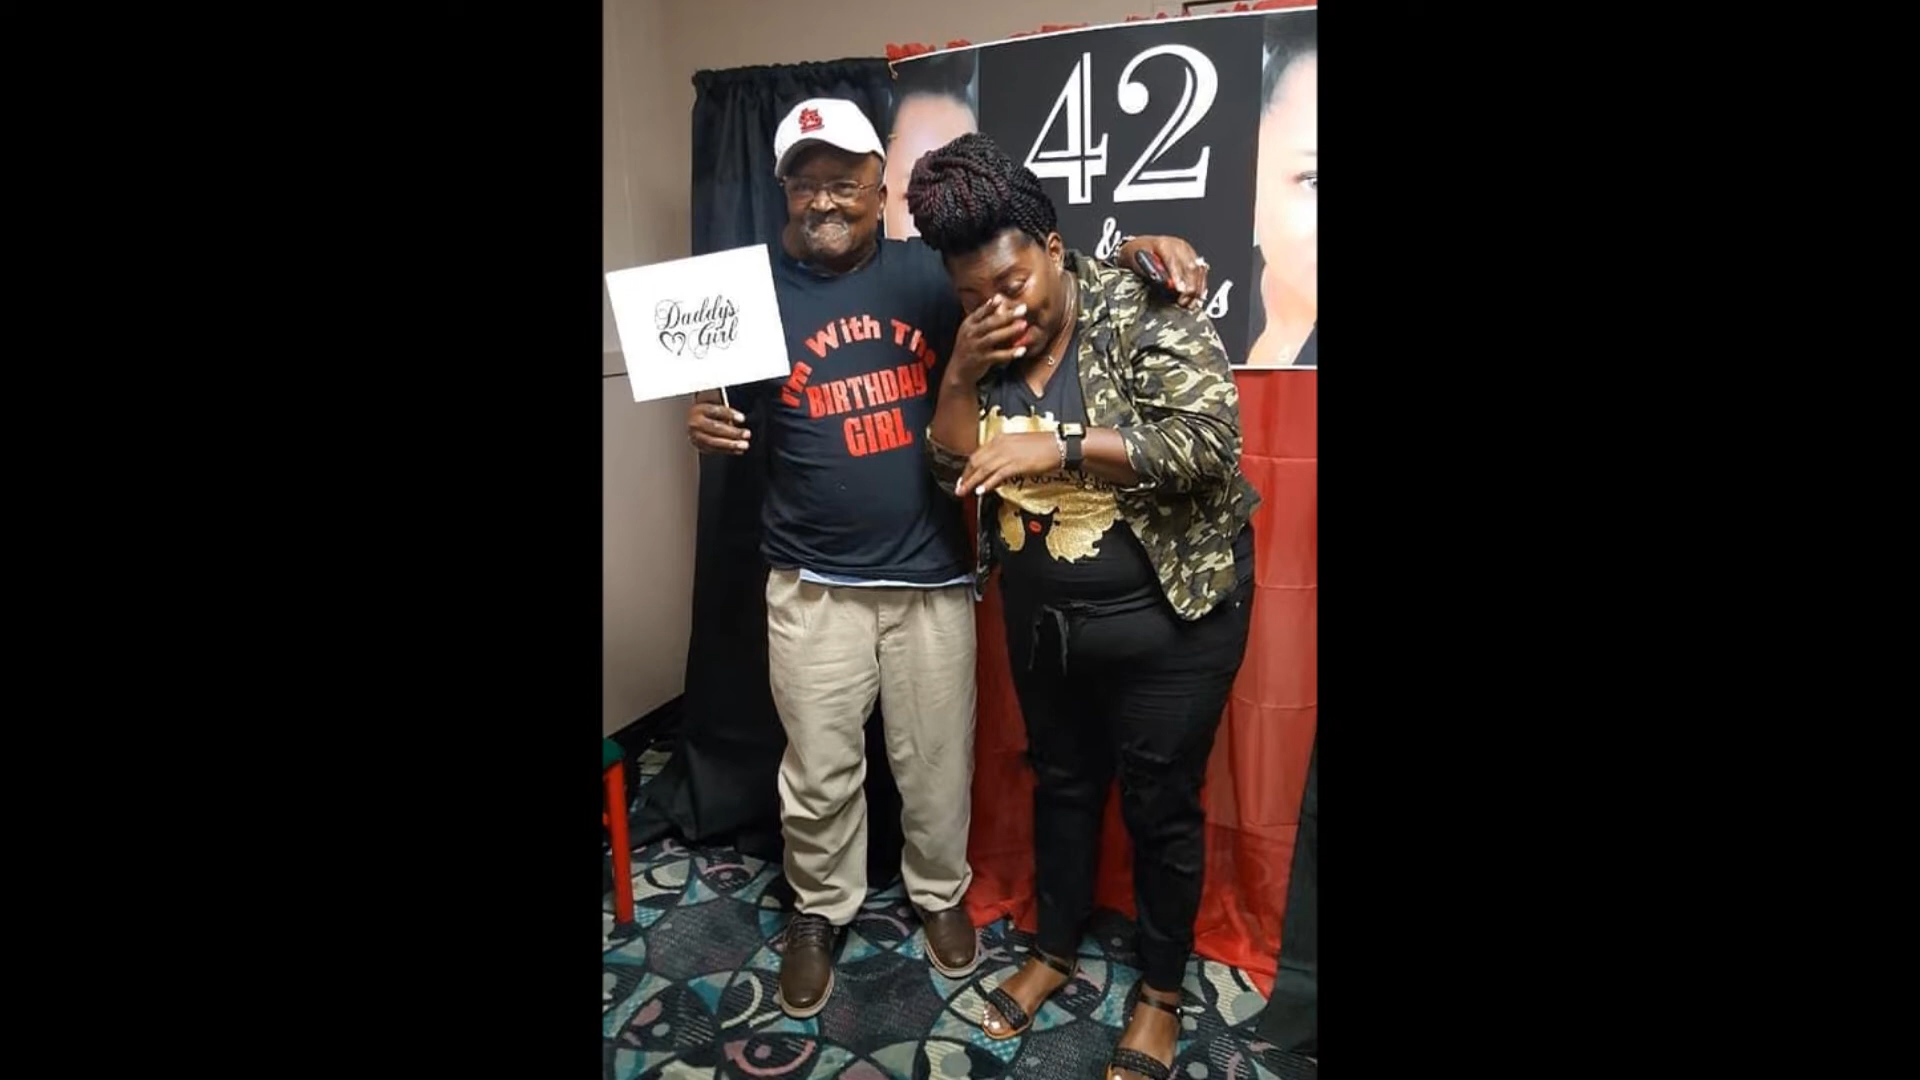 42
&
Daddy's
Girl
I'm With The
BIRTHDAY
GIRL